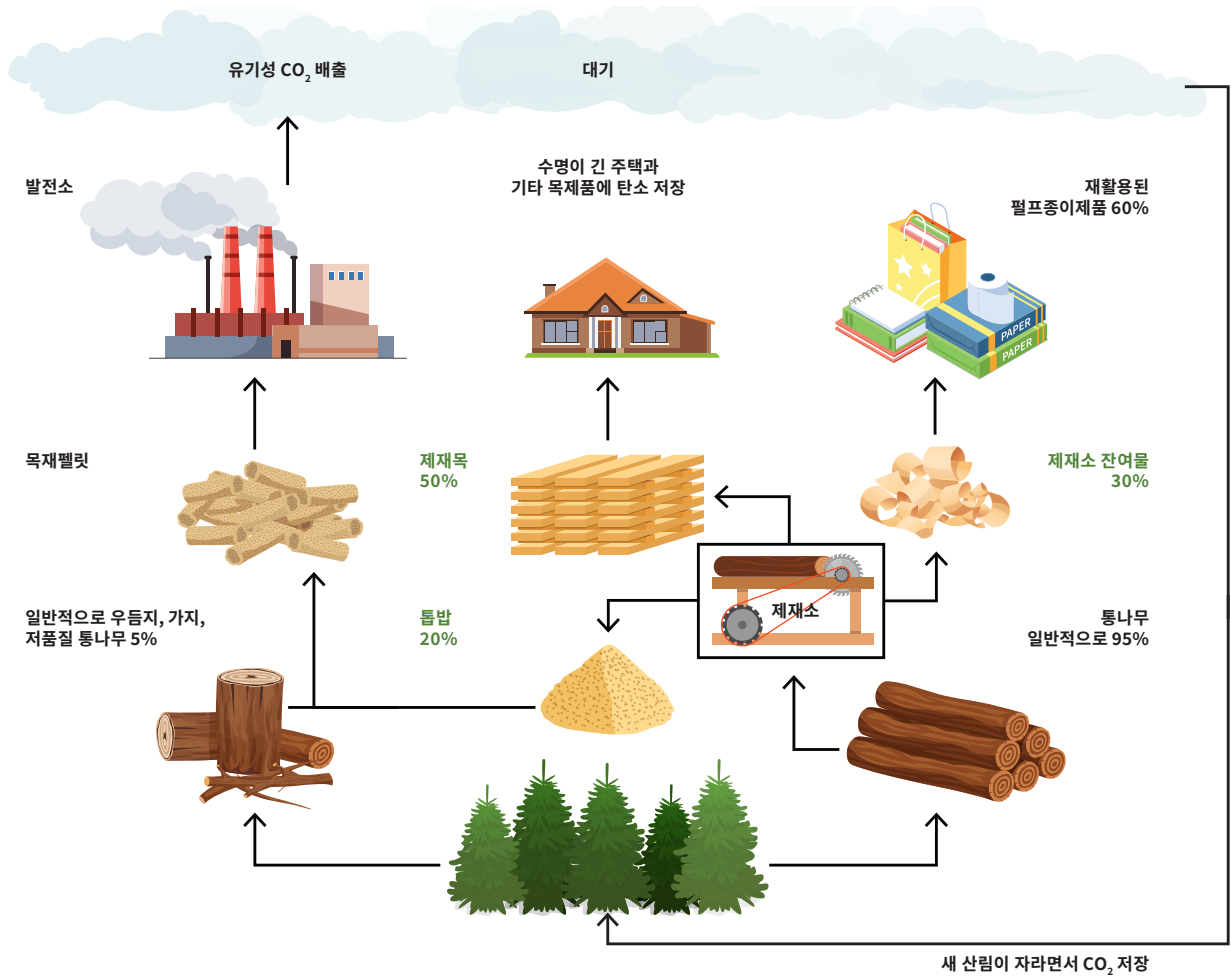 유기성 CO₂ 배출
대기
발전소
수명이 긴 주택과
기타 목제품에 탄소 저장
재활용된
펄프종이제품 60%
PAPER
PAPER
목재펠릿
제재목
50%
제재소 잔여물
30%
일반적으로 우듬지, 가지,
저품질 통나무 5%
톱밥
20%
제재소
통나무
일반적으로 95%
새 산림이 자라면서 CO₂ 저장